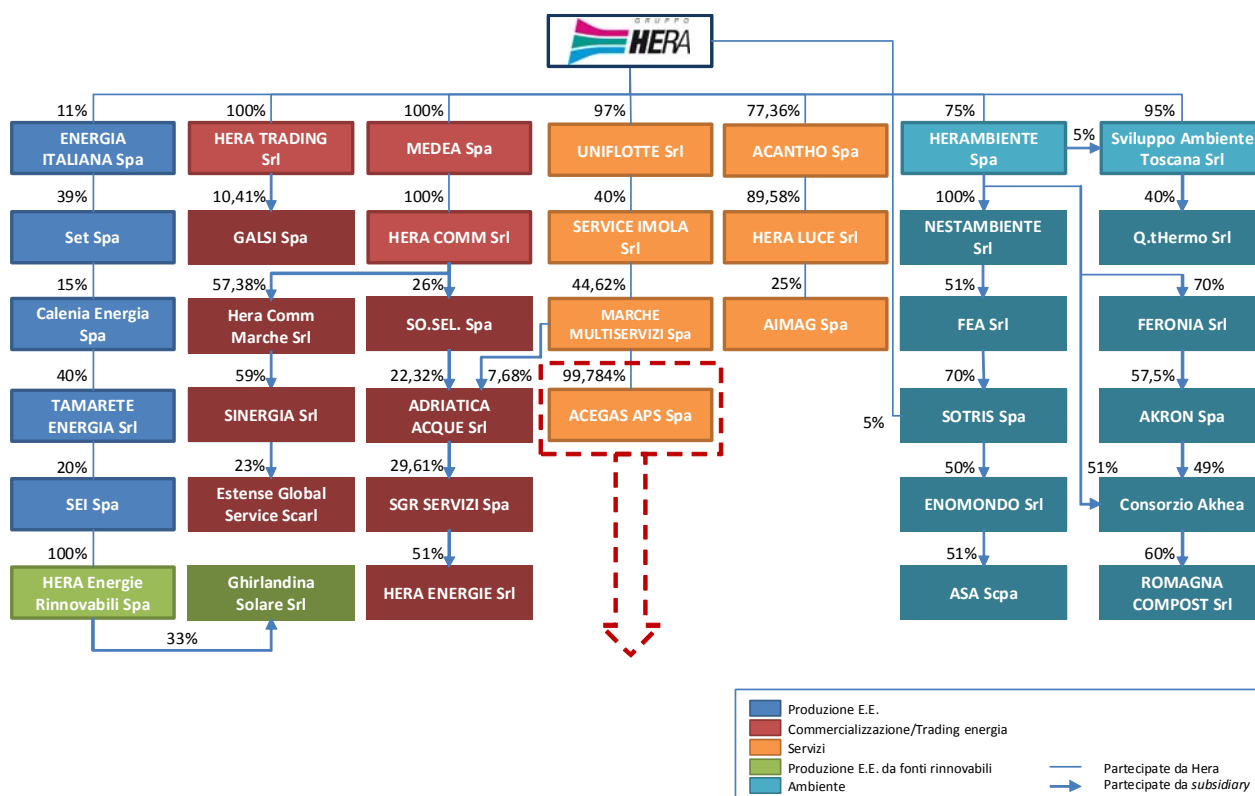 GRUPPO
HERA
11%
100%
100%
97%
77,36%
75%
95%
ENERGIA
ITALIANA Spa
HERA TRADING
Srl
MEDEA Spa
UNIFLOTTE Srl
ACANTHO Spa
HERAMBIENTE
Spa
5%
Sviluppo Ambiente
Toscana Srl
39%
10,41%
100%
40%
89,58%
100%
40%
Set Spa
GALSI Spa
HERA COMM Srl
SERVICE IMOLA
Srl
HERA LUCE Srl
NESTAMBIENTE
Srl
Q.tHermo Srl
15%
57,38%
26%
44,62%
25%
51%
70%
Calenia Energia
Spa
Hera Comm
Marche Srl
SO.SEL. Spa
MARCHE
MULTISERVIZI Spa
AIMAG Spa
FEA Srl
FERONIA Srl
40%
59%
22,32%
7,68%
99,784%
70%
57,5%
TAMARETE
ENERGIA Srl
SINERGIA Srl
ADRIATICA
ACQUE Srl
ACEGAS APS Spa
5%
SOTRIS Spa
AKRON Spa
20%
23%
29,61%
50%
51%
49%
SEI Spa
Estense Global
Service Scarl
SGR SERVIZI Spa
ENOMONDO Srl
Consorzio Akhea
100%
51%
51%
60%
HERA Energie
Rinnovabili Spa
Ghirlandina
Solare Srl
HERA ENERGIE Srl
ASA Scpa
ROMAGNA
COMPOST Srl
33%
Produzione E.E.
Commercializzazione/Trading energia
Servizi
Produzione E.E. da fonti rinnovabili
Ambiente
Partecipate da Hera
Partecipate da subsidiary